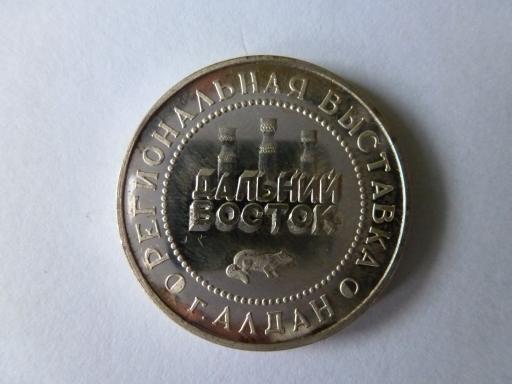 РЕГИОНАЛЬНАЯ ВЫСТАВКА
ДАЛЬНИЙ
ВОСТОК
Г. АЛДАН